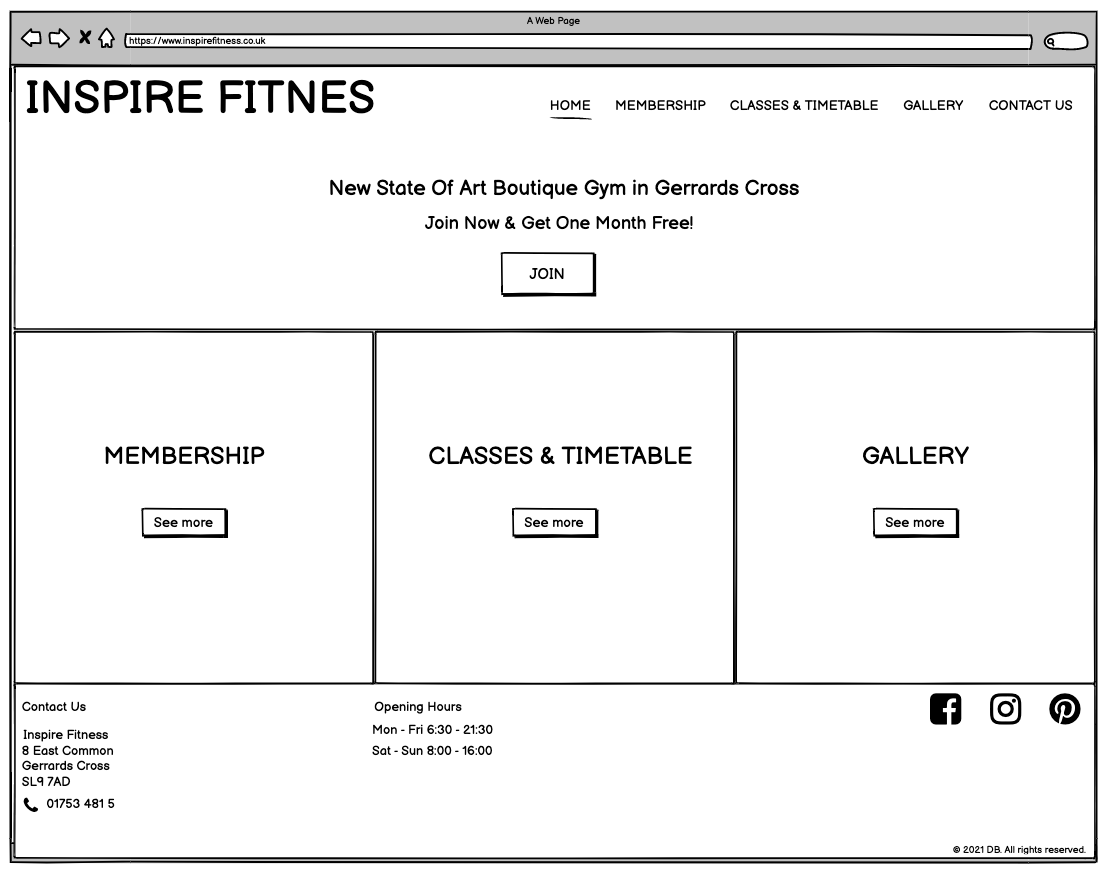 A Web Page
https://www.inspirefitness.co.uk
INSPIRE FITNES
HOME MEMBERSHIP CLASSES & TIMETABLE GALLERY CONTACT US
New State Of Art Boutique Gym in Gerrards Cross
Join Now & Get One Month Free!
JOIN
MEMBERSHIP
See more
CLASSES & TIMETABLE
See more
GALLERY
See more
Contact Us
Inspire Fitness
8 East Common
Gerrards Cross
SL9 7AD
01753 481 5
Opening Hours
Mon - Fri 6:30 - 21:30
Sat - Sun 8:00 - 16:00
© 2021 DB. All rights reserved.